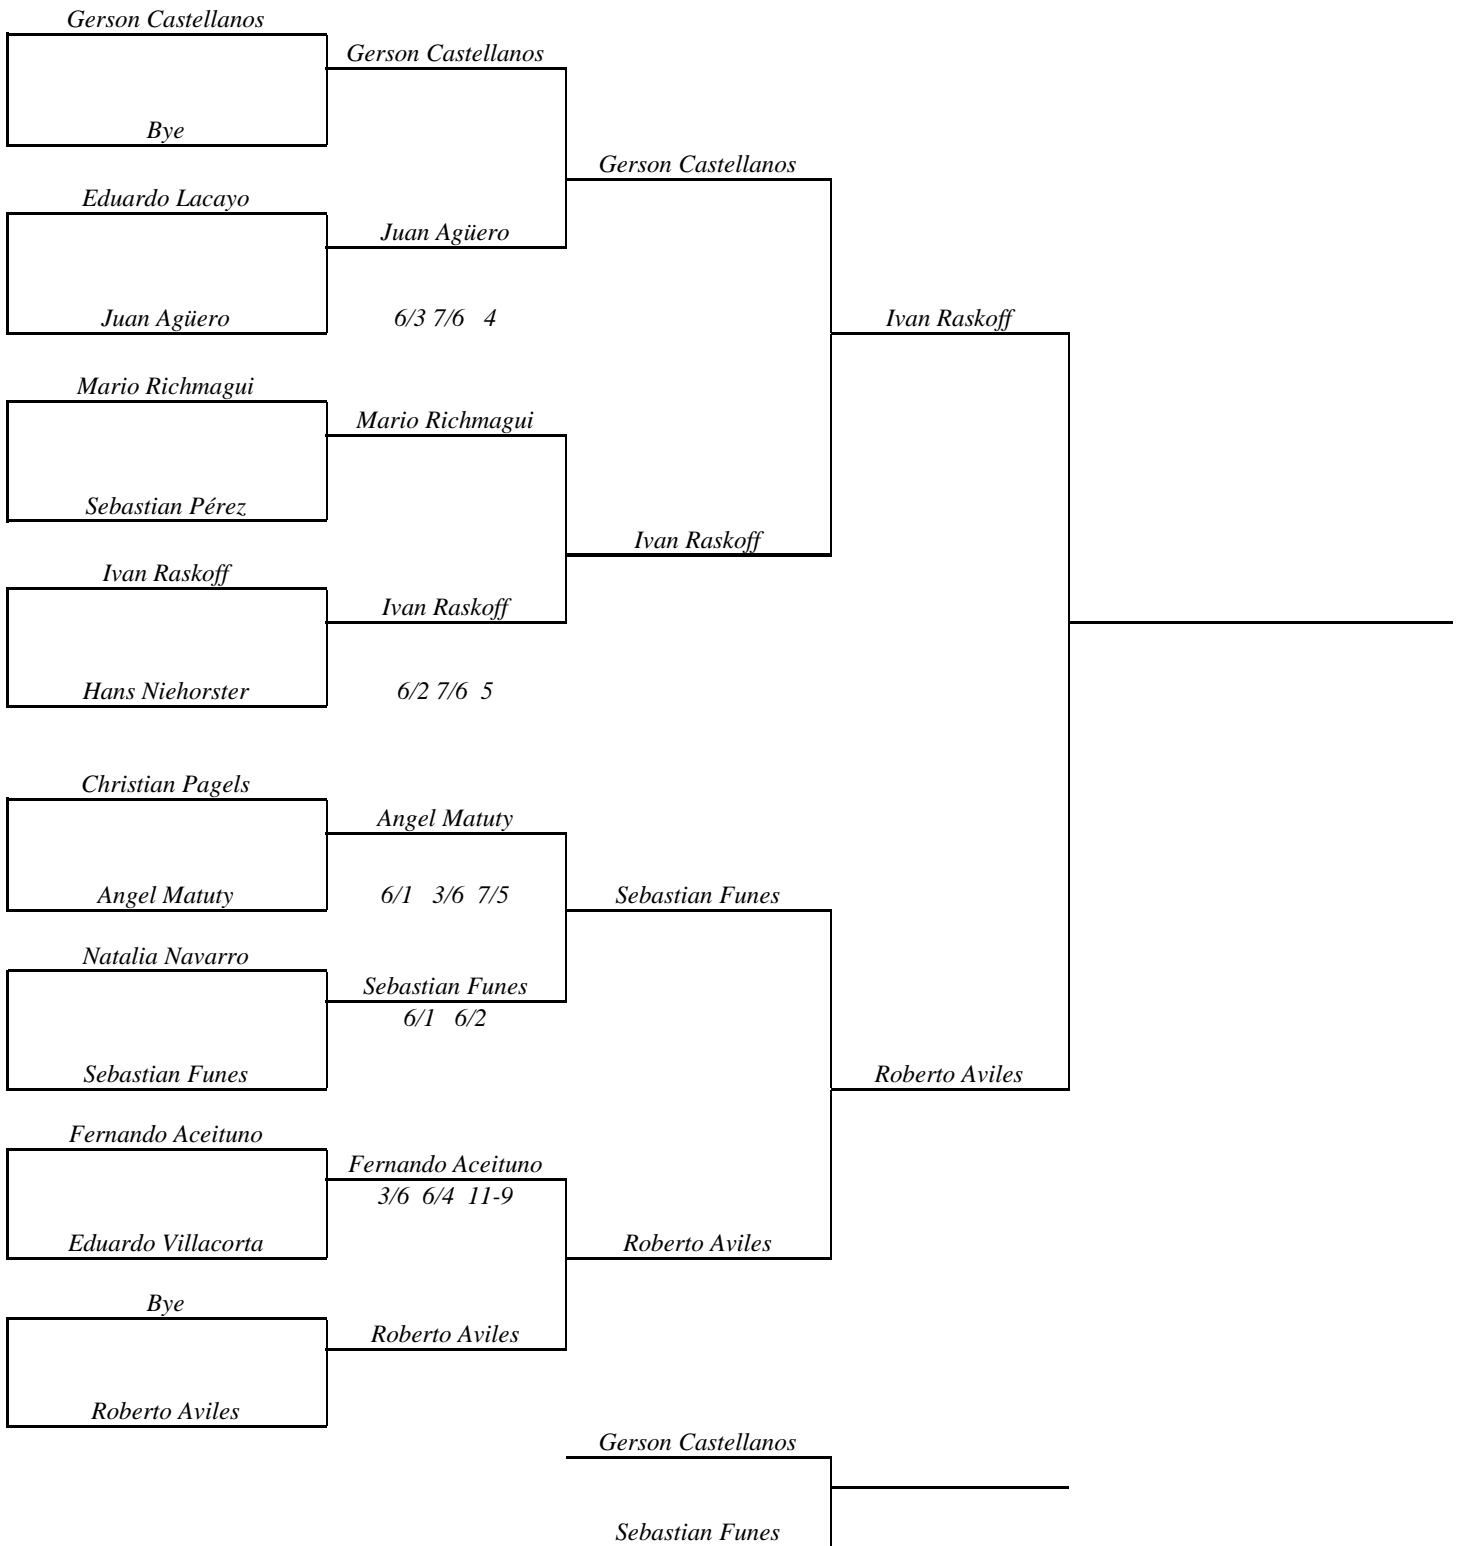 Gerson Castellanos
Gerson Castellanos
Bye
Gerson Castellanos
Eduardo Lacayo
Juan Agüero
Juan Agüero
6/3 7/6 4
Ivan Raskoff
Mario Richmagui
Mario Richmagui
Sebastian Pérez
Ivan Raskoff
Ivan Raskoff
Ivan Raskoff
Hans Niehorster
6/2 7/6 5
Christian Pagels
Angel Matuty
Angel Matuty
6/1 3/6 7/5
Sebastian Funes
Natalia Navarro
Sebastian Funes
6/1 6/2
Sebastian Funes
Roberto Aviles
Fernando Aceituno
Fernando Aceituno
3/6 6/4 11-9
Eduardo Villacorta
Roberto Aviles
Bye
Roberto Aviles
Roberto Aviles
Gerson Castellanos
Sebastian Funes